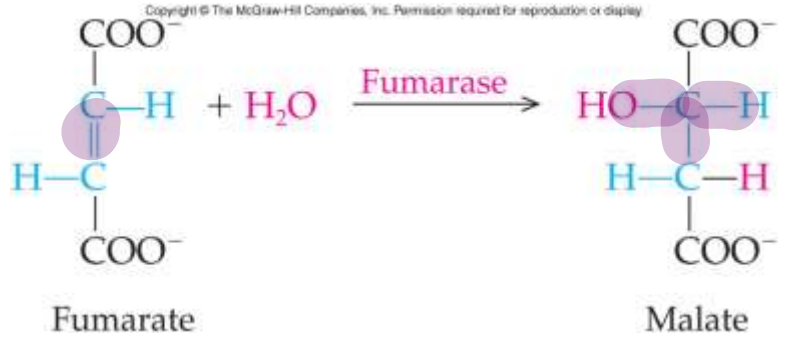 Copyright © The McGraw-Hill Companies, Inc. Permission required for reproduction or display
COO⁻ COO⁻
C—H + H₂O Fumarase HO—C—H
H—C H—C—H
COO⁻ COO⁻
Fumarate Malate